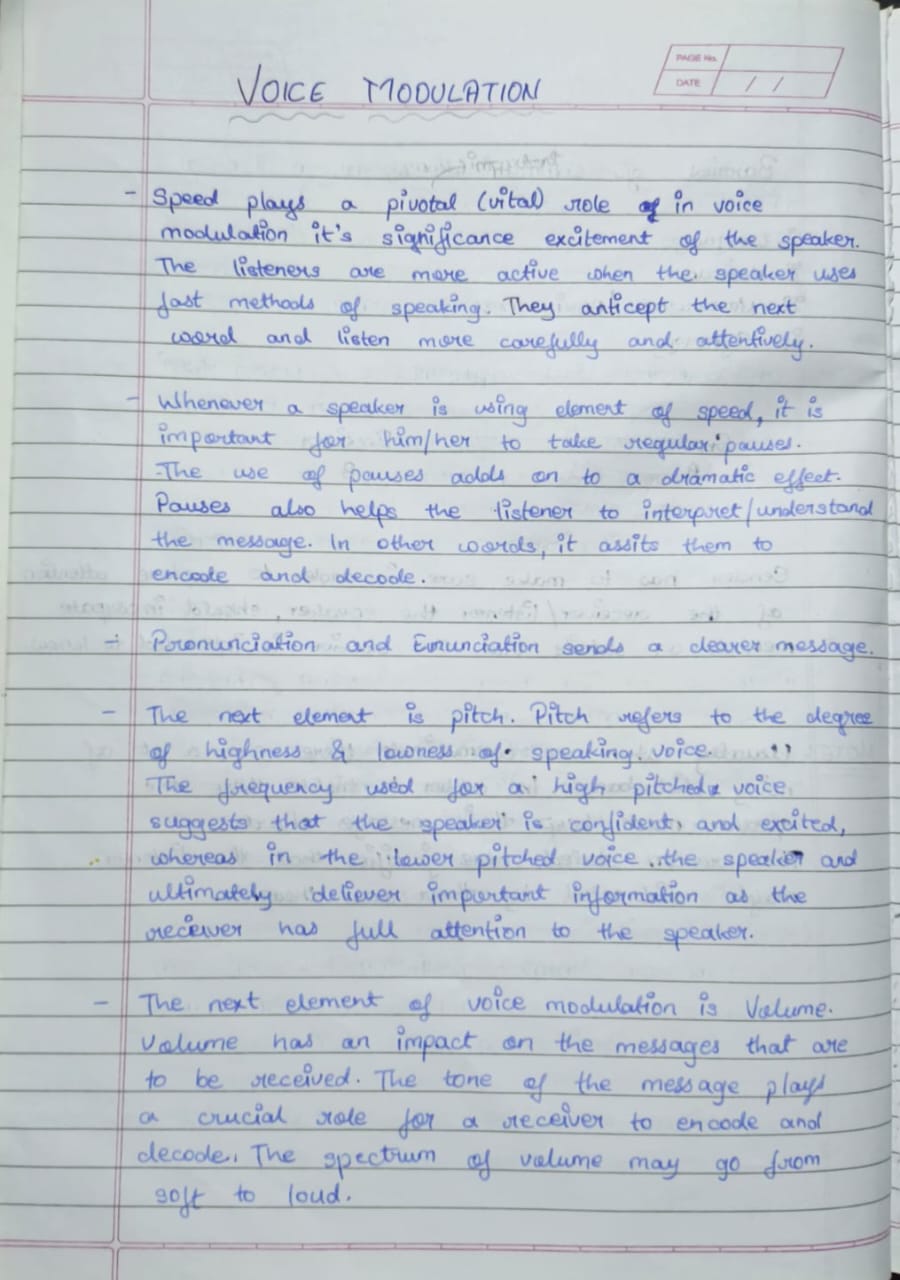 PAGE No.
DATE / /
VOICE MODULATION
- Speed plays a pivotal (vital) role of in voice
modulation it's significance excitement of the speaker.
The listeners are more active when the speaker uses
fast methods of speaking. They anticept the next
word and listen more carefully and attentively.
- Whenever a speaker is using element of speed, it is
important for him/her to take regular pauses.
The use of pauses adds on to a dramatic effect.
Pauses also helps the listener to interpret/understand
the message. In other words, it assits them to
encode and decode.
- Pronunciation and Enunciation sends a clearer message.
- The next element is pitch. Pitch refers to the degree
of highness & lowness of speaking voice.
The frequency used for a high pitched voice
suggests that the speaker is confident and excited,
whereas in the lower pitched voice the speaker and
ultimately deliever important information as the
receiver has full attention to the speaker.
- The next element of voice modulation is Volume.
Volume has an impact on the messages that are
to be received. The tone of the message plays
a crucial role for a receiver to encode and
decode. The spectrum of volume may go from
soft to loud.